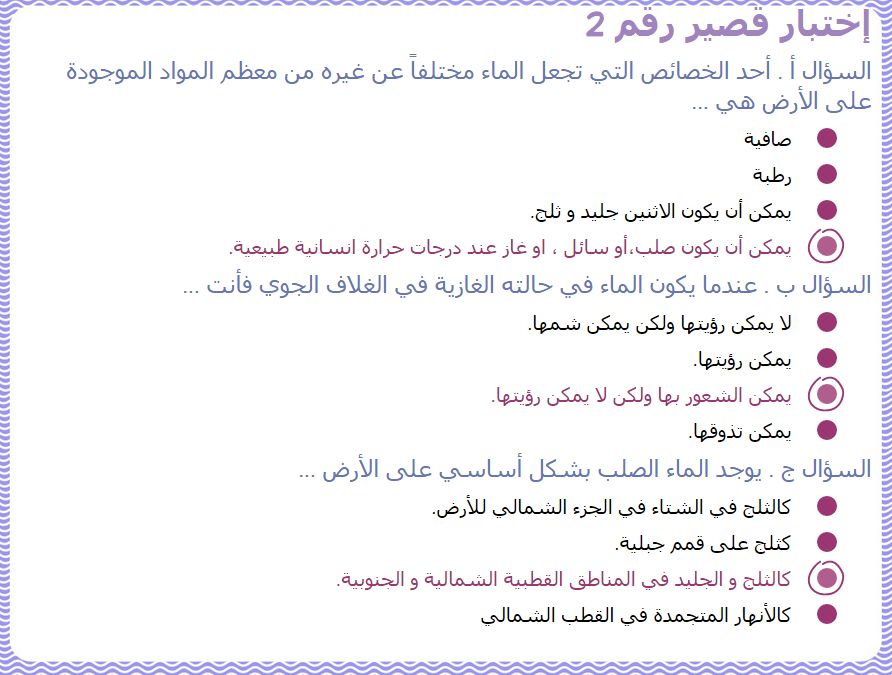 إختبار قصير رقم 2
السؤال أ . أحد الخصائص التي تجعل الماء مختلفاً عن غيره من معظم المواد الموجودة
على الأرض هي ...
صافية
رطبة
يمكن أن يكون الاثنين جليد و ثلج.
يمكن أن يكون صلب،أو سائل ، او غاز عند درجات حرارة انسانية طبيعية.
السؤال ب . عندما يكون الماء في حالته الغازية في الغلاف الجوي فأنت ...
لا يمكن رؤيتها ولكن يمكن شمها.
يمكن رؤيتها.
يمكن الشعور بها ولكن لا يمكن رؤيتها.
يمكن تذوقها.
السؤال ج . يوجد الماء الصلب بشكل أساسي على الأرض ...
كالثلج في الشتاء في الجزء الشمالي للأرض.
كثلج على قمم جبلية.
كالثلج و الجليد في المناطق القطبية الشمالية و الجنوبية.
كالأنهار المتجمدة في القطب الشمالي